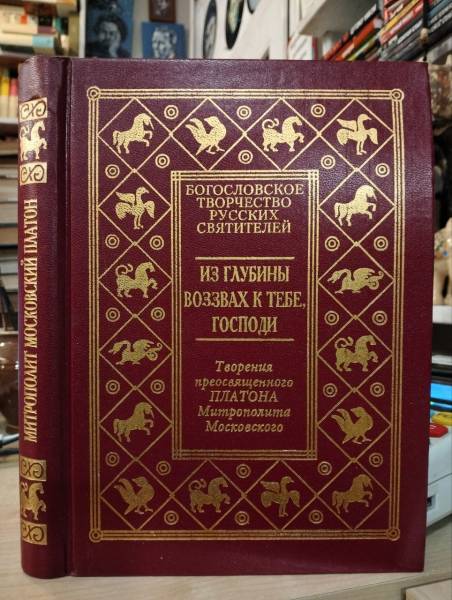 БОГОСЛОВСКОЕ
ТВОРЧЕСТВО
РУССКИХ
СВЯТИТЕЛЕЙ
ИЗ ГЛУБИНЫ
ВОЗЗВАХ К ТЕБЕ,
ГОСПОДИ
Творения
преосвященного
ПЛАТОНА
Митрополита
Московского
МИТРОПОЛИТ МОСКОВСКИЙ ПЛАТОН